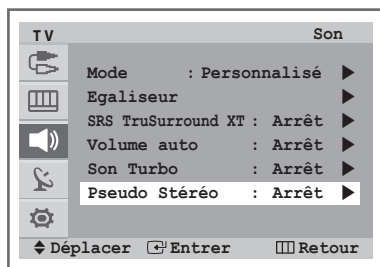 TV Son
Mode : Personnalisé ▶
Egaliseur ▶
SRS TruSurround XT : Arrêt ▶
Volume auto : Arrêt ▶
Son Turbo : Arrêt ▶
Pseudo Stéréo : Arrêt ▶
Déplacer Entrer Retour